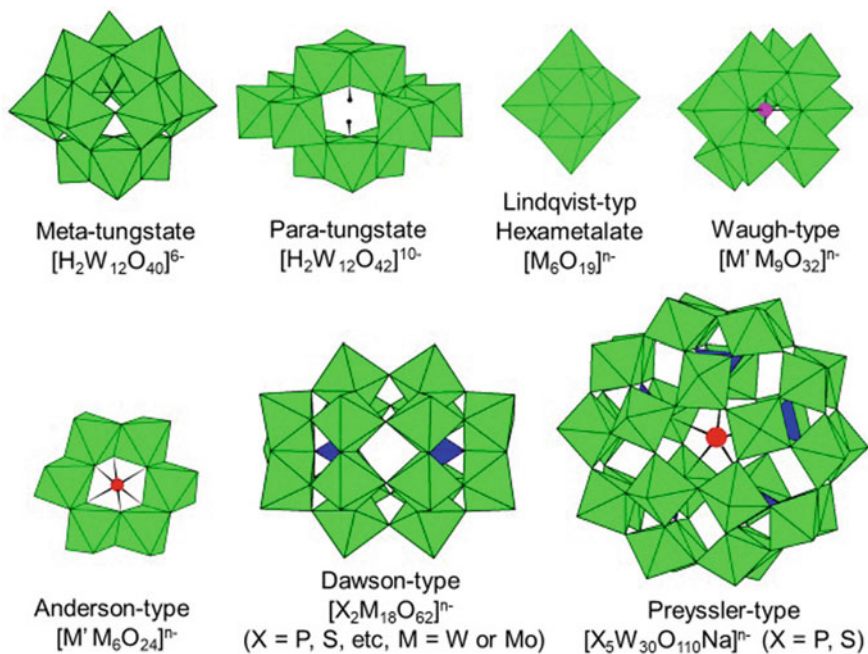 Meta-tungstate
[H₂W₁₂O₄₀]⁶⁻
Para-tungstate
[H₂W₁₂O₄₂]¹⁰⁻
Lindqvist-typ
Hexametalate
[M₆O₁₉]ⁿ⁻
Waugh-type
[M' M₉O₃₂]ⁿ⁻
Anderson-type
[M' M₆O₂₄]ⁿ⁻
Dawson-type
[X₂M₁₈O₆₂]ⁿ⁻
(X = P, S, etc, M = W or Mo)
Preyssler-type
[X₅W₃₀O₁₁₀Na]ⁿ⁻ (X = P, S)